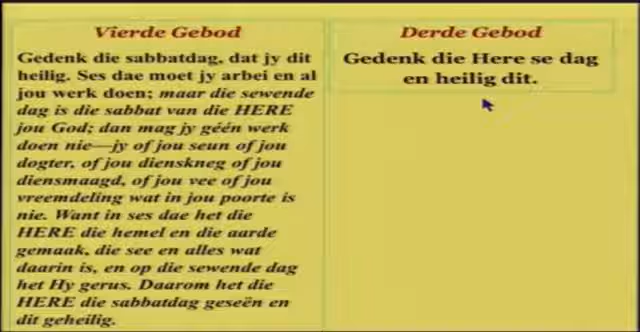 Vierde Gebod
Gedenk die sabbatdag, dat jy dit
heilig. Ses dae moet jy arbei en al
jou werk doen; maar die sewende
dag is die sabbat van die HERE
jou God; dan mag jy géén werk
doen nie—jy of jou seun of jou
dogter, of jou dienskneg of jou
diensmaagd, of jou vee of jou
vreemdeling wat in jou poorte is
nie. Want in ses dae het die
HERE die hemel en die aarde
gemaak, die see en alles wat
daarin is, en op die sewende dag
het Hy gerus. Daarom het die
HERE die sabbatdag geseën en
dit geheilig.
Derde Gebod
Gedenk die Here se dag
en heilig dit.